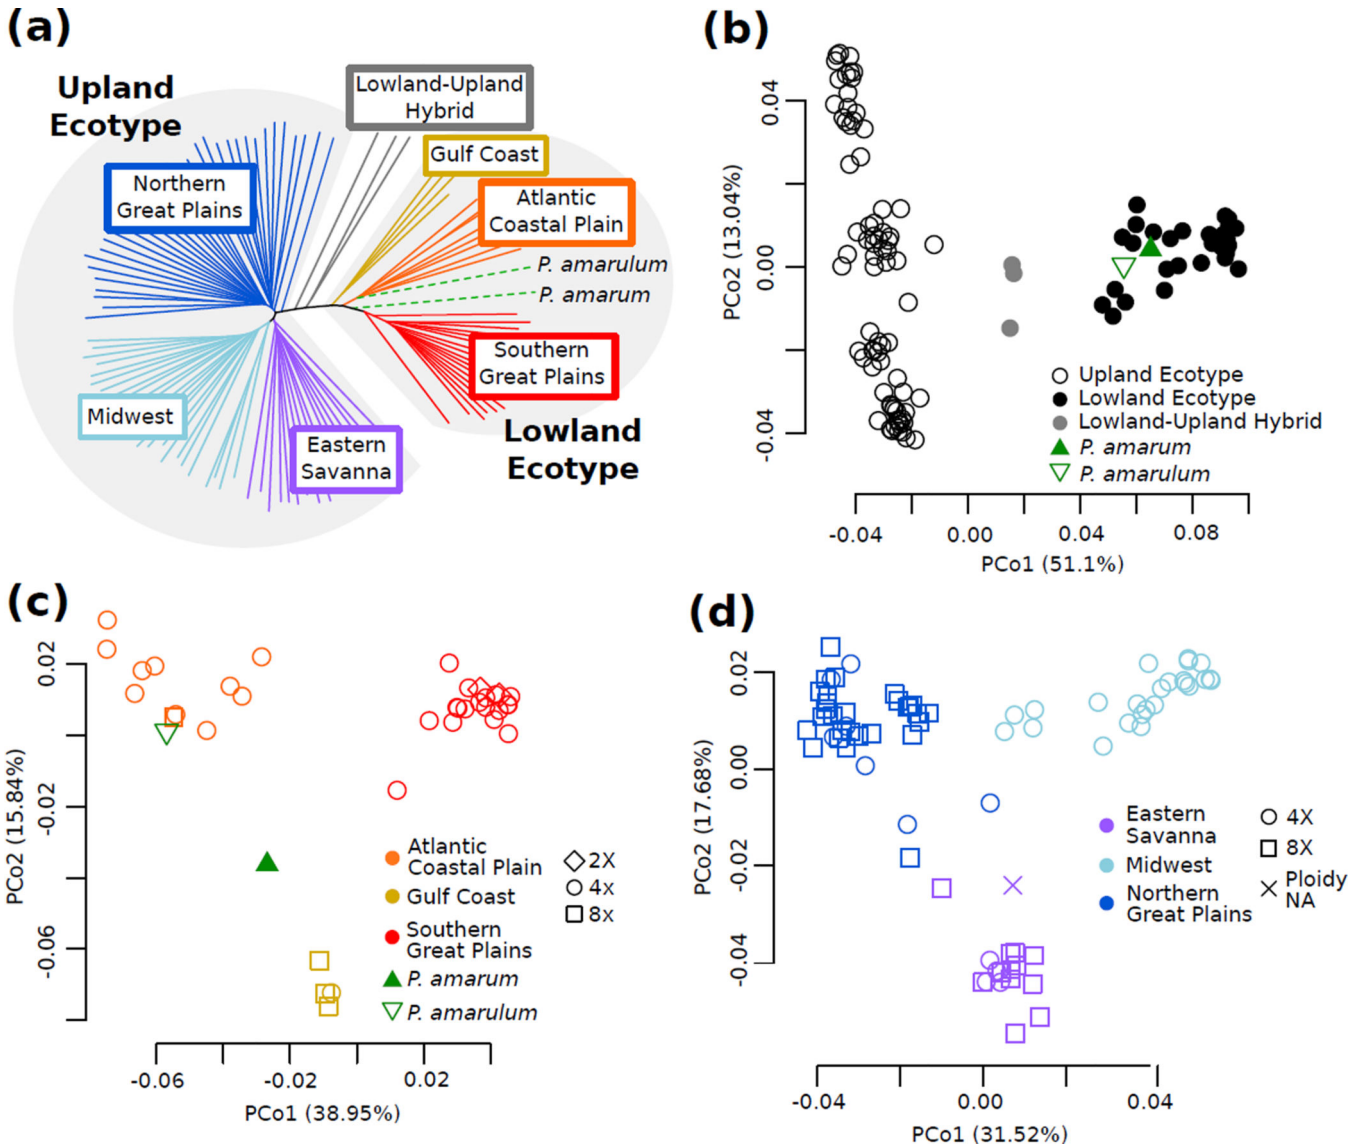 (a)
Upland
Ecotype
Lowland-Upland
Hybrid
Gulf Coast
Northern
Great Plains
Atlantic
Coastal Plain
P. amarulum
P. amarum
Southern
Great Plains
Midwest
Eastern
Savanna
Lowland
Ecotype
(b)
PCo2 (13.04%)
0.04
0.00
-0.04
Upland Ecotype
Lowland Ecotype
Lowland-Upland Hybrid
P. amarum
P. amarulum
-0.04
0.00
0.04
0.08
PCo1 (51.1%)
(c)
PCo2 (15.84%)
0.02
-0.02
-0.06
Atlantic
Coastal Plain
Gulf Coast
Southern
Great Plains
P. amarum
P. amarulum
2X
4x
8x
-0.06
-0.02
0.02
PCo1 (38.95%)
(d)
PCo2 (17.68%)
0.02
0.00
-0.02
-0.04
Eastern
Savanna
Midwest
Northern
Great Plains
4X
8X
Ploidy
NA
-0.04
0.00
0.04
PCo1 (31.52%)